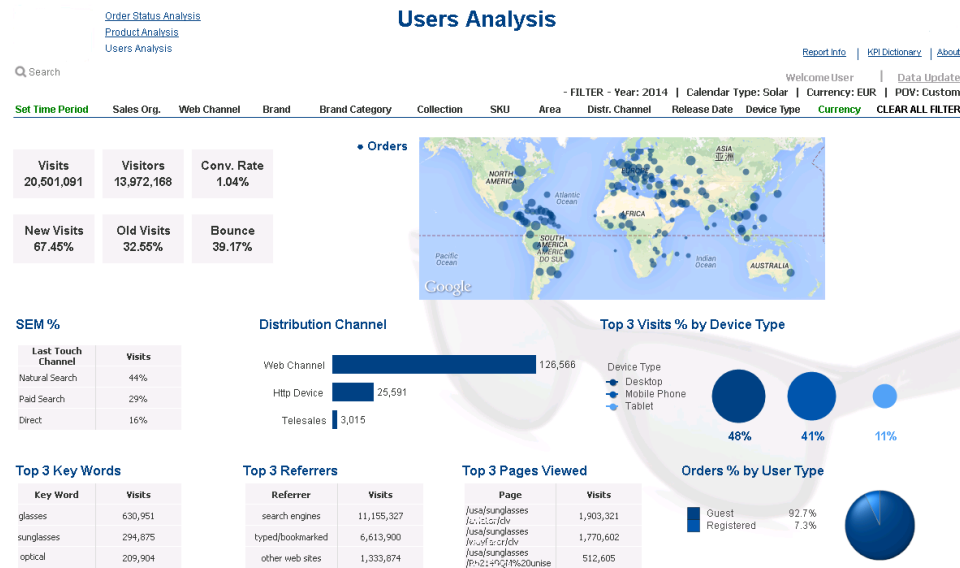 Order Status Analysis
Product Analysis
Users Analysis
Users Analysis
Report Info | KPI Dictionary | About
Search
Welcome User | Data Update
- FILTER - Year: 2014 | Calendar Type: Solar | Currency: EUR | POV: Custom
Set Time Period Sales Org. Web Channel Brand Brand Category Collection SKU Area Distr. Channel Release Date Device Type Currency CLEAR ALL FILTER
Visits
20,501,091
Visitors
13,972,168
Conv. Rate
1.04%
New Visits
67.45%
Old Visits
32.55%
Bounce
39.17%
Orders
NORTH
AMERICA
Atlantic
Ocean
EUROPE
ASIA
亚洲
AFRICA
SOUTH
AMERICA
AMERICA
DO SUL
Pacific
Ocean
Indian
Ocean
AUSTRALIA
Google
SEM %
Last Touch
Channel Visits
Natural Search 44%
Paid Search 29%
Direct 16%
Distribution Channel
Web Channel 126,566
Http Device 25,591
Telesales 3,015
Top 3 Visits % by Device Type
Device Type
Desktop
Mobile Phone
Tablet
48% 41% 11%
Top 3 Key Words
Key Word Visits
glasses 630,951
sunglasses 294,875
optical 209,904
Top 3 Referrers
Referrer Visits
search engines 11,155,327
typed/bookmarked 6,613,900
other web sites 1,333,874
Top 3 Pages Viewed
Page Visits
/usa/sunglasses
1,903,321
/usa/sunglasses
1,770,602
/usa/sunglasses
512,605
Orders % by User Type
Guest 92.7%
Registered 7.3%